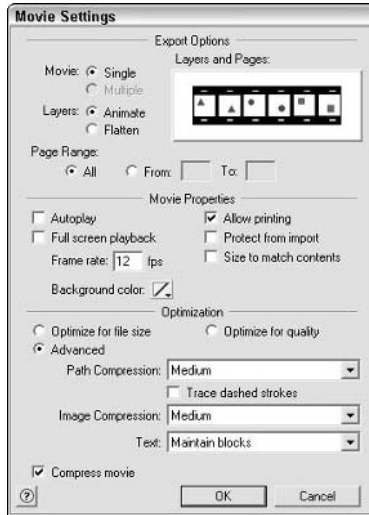 Movie Settings
Export Options
Movie: Single
Layers and Pages:
Multiple
Layers: Animate
Flatten
Page Range:
All From: To:
Movie Properties
Autoplay
Allow printing
Full screen playback
Protect from import
Frame rate: 12 fps
Size to match contents
Background color:
Optimization
Optimize for file size
Optimize for quality
Advanced
Path Compression: Medium
Trace dashed strokes
Image Compression: Medium
Text: Maintain blocks
Compress movie
? OK Cancel